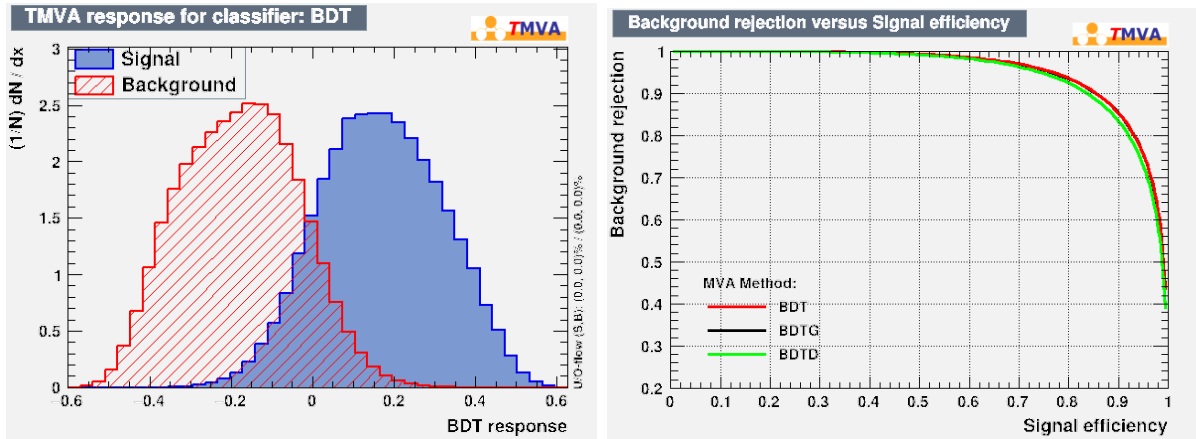 TMVA response for classifier: BDT
TMVA
Signal
Background
(1/N) dN / dx
3
2.5
2
1.5
1
0.5
0
−0.6
−0.4
−0.2
0
0.2
0.4
0.6
BDT response
U/O-flow (S,B): (0.0, 0.0)% / (0.0, 0.0)%
Background rejection versus Signal efficiency
TMVA
Background rejection
1
0.9
0.8
0.7
0.6
0.5
0.4
0.3
0.2
MVA Method:
BDT
BDTG
BDTD
0
0.1
0.2
0.3
0.4
0.5
0.6
0.7
0.8
0.9
1
Signal efficiency